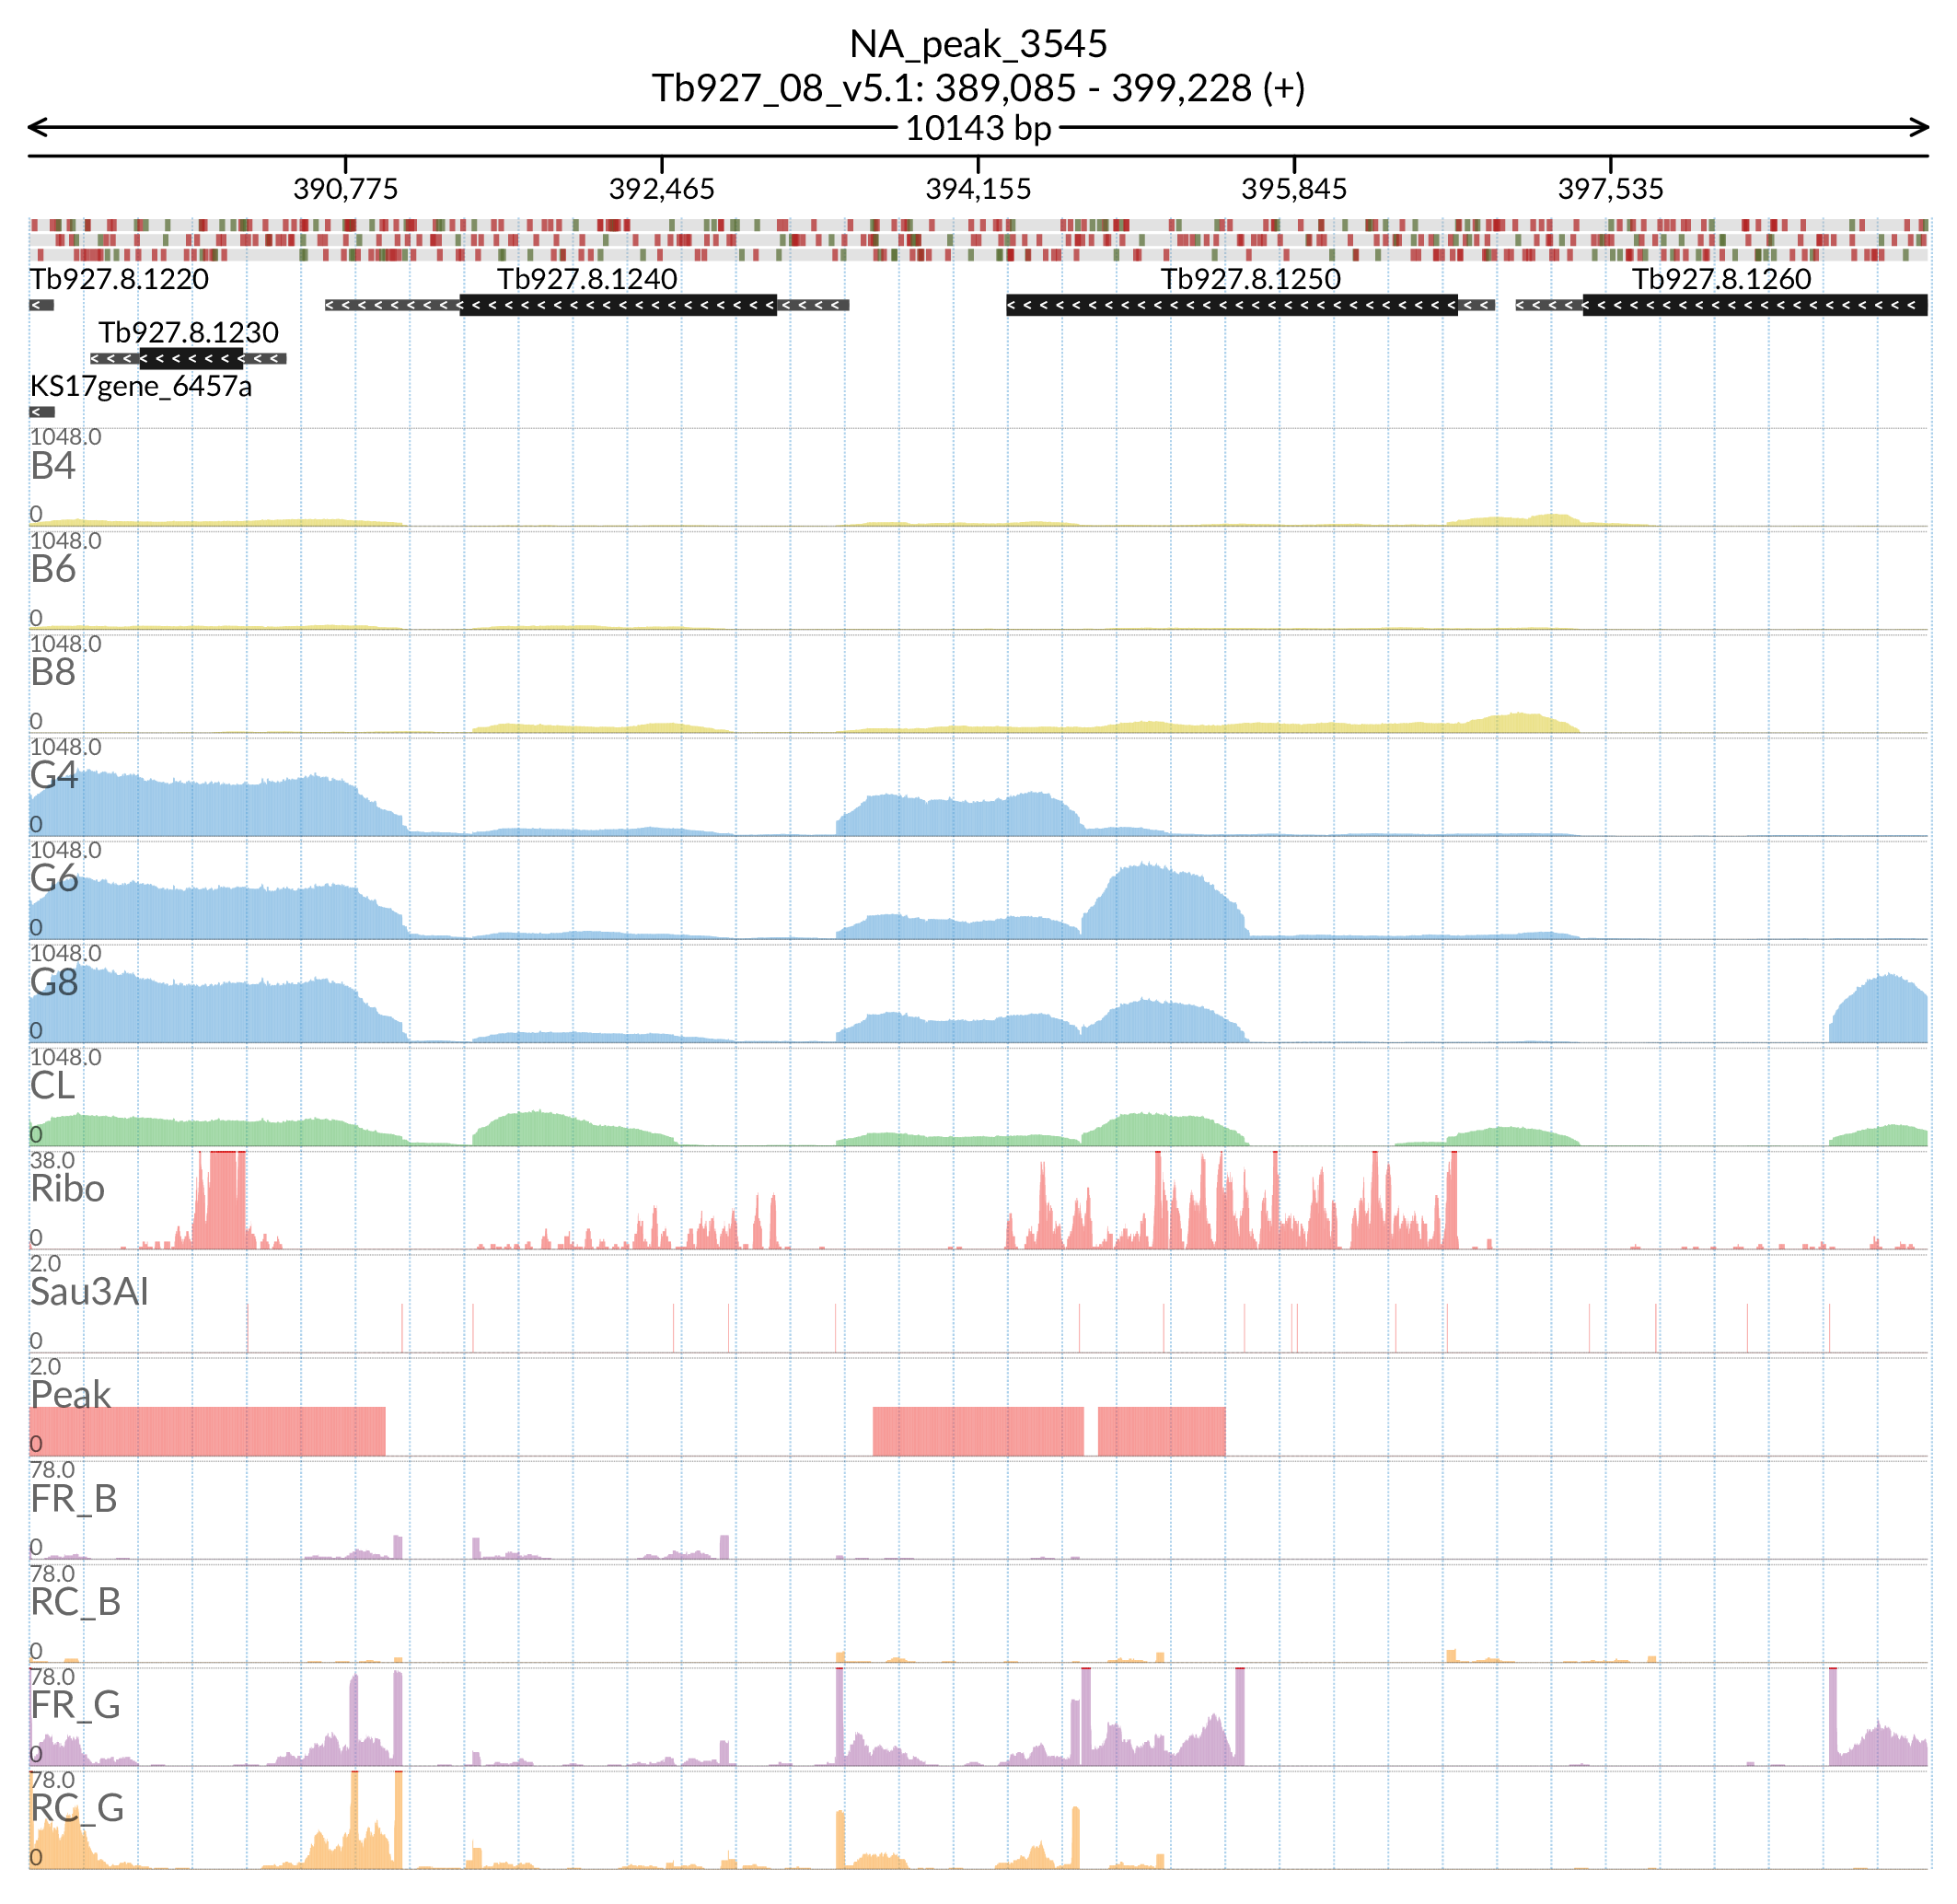 NA_peak_3545
Tb927_08_v5.1: 389,085 - 399,228 (+)
10143 bp
390,775 392,465 394,155 395,845 397,535
Tb927.8.1220 Tb927.8.1240 Tb927.8.1250 Tb927.8.1260
Tb927.8.1230
KS17gene_6457a
1048.0
B4
0
1048.0
B6
0
1048.0
B8
0
1048.0
G4
0
1048.0
G6
0
1048.0
G8
0
1048.0
CL
0
38.0
Ribo
0
2.0
Sau3AI
0
2.0
Peak
0
78.0
FR_B
0
78.0
RC_B
0
78.0
FR_G
0
78.0
RC_G
0